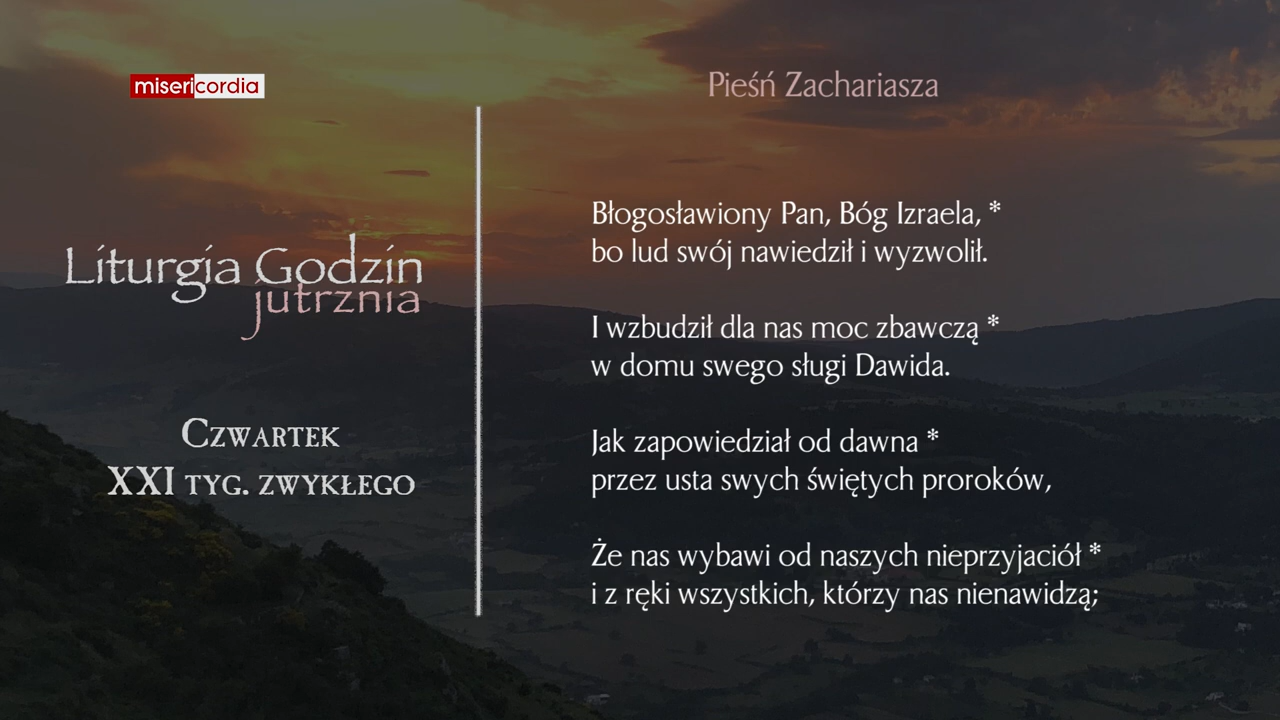 misericordia
Liturgia Godzin
jutrznia
Czwartek
XXI tyg. zwykłego
Pieśń Zachariasza
Błogosławiony Pan, Bóg Izraela, *
bo lud swój nawiedził i wyzwolił.
I wzbudził dla nas moc zbawczą *
w domu swego sługi Dawida.
Jak zapowiedział od dawna *
przez usta swych świętych proroków,
Że nas wybawi od naszych nieprzyjaciół *
i z ręki wszystkich, którzy nas nienawidzą;